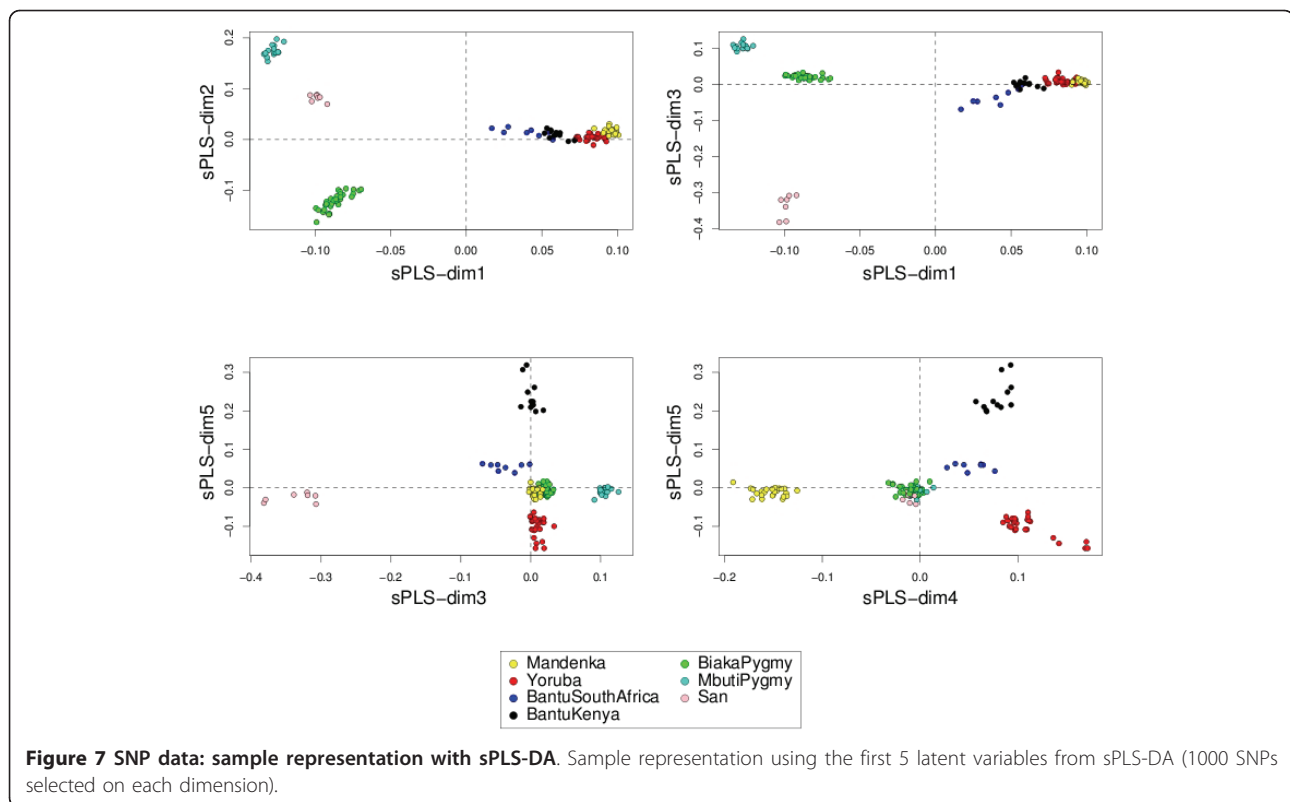 0.2
0.1
0.0
−0.1
sPLS−dim2
−0.10
−0.05
0.00
0.05
0.10
sPLS−dim1
0.1
0.0
−0.1
−0.2
−0.3
−0.4
sPLS−dim3
−0.10
−0.05
0.00
0.05
0.10
sPLS−dim1
0.3
0.2
0.1
0.0
−0.1
sPLS−dim5
−0.4
−0.3
−0.2
−0.1
0.0
0.1
sPLS−dim3
0.3
0.2
0.1
0.0
−0.1
sPLS−dim5
−0.2
−0.1
0.0
0.1
sPLS−dim4
Mandenka
Yoruba
BantuSouthAfrica
BantuKenya
BiakaPygmy
MbutiPygmy
San
Figure 7 SNP data: sample representation with sPLS-DA. Sample representation using the first 5 latent variables from sPLS-DA (1000 SNPs
selected on each dimension).